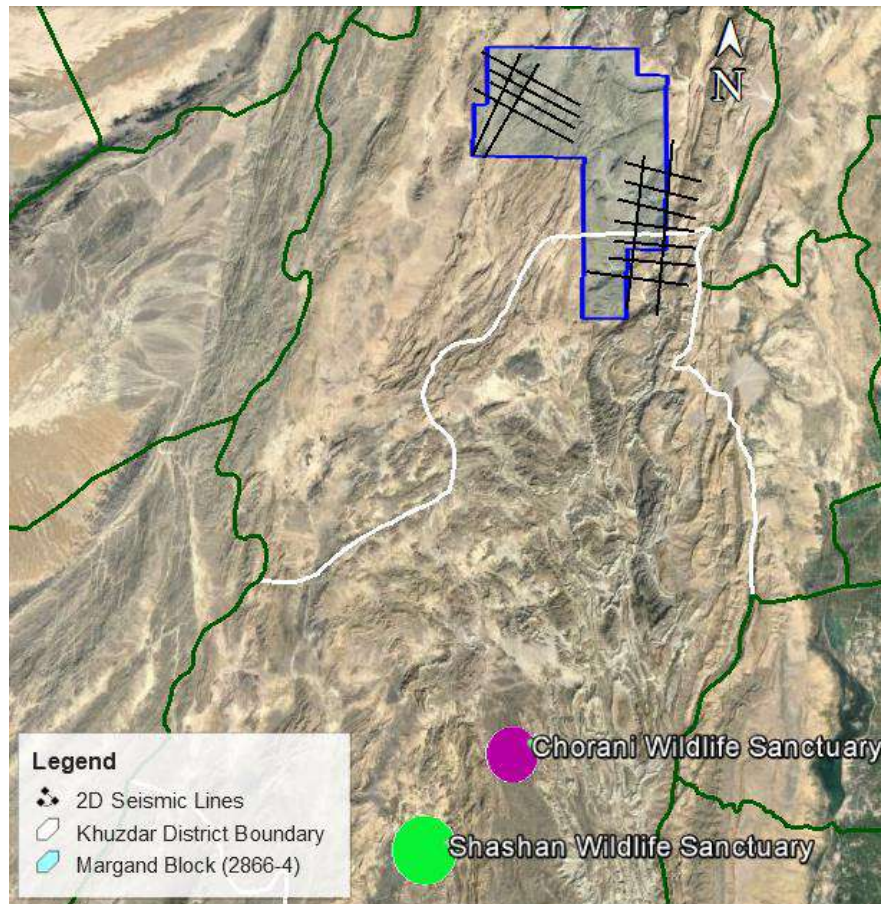 N
Chorani Wildlife Sanctuary
Shashan Wildlife Sanctuary
Legend
2D Seismic Lines
Khuzdar District Boundary
Margand Block (2866-4)